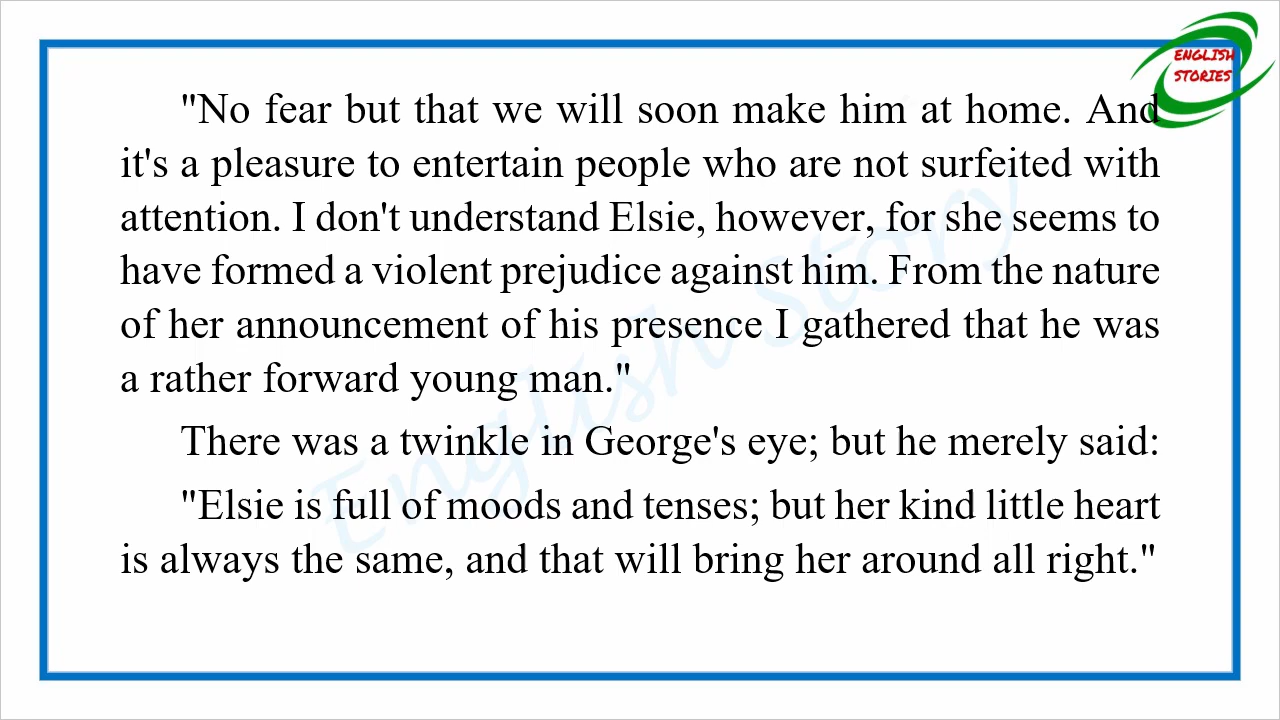 ENGLISH
STORIES
"No fear but that we will soon make him at home. And
it's a pleasure to entertain people who are not surfeited with
attention. I don't understand Elsie, however, for she seems to
have formed a violent prejudice against him. From the nature
of her announcement of his presence I gathered that he was
a rather forward young man."
There was a twinkle in George's eye; but he merely said:
"Elsie is full of moods and tenses; but her kind little heart
is always the same, and that will bring her around all right."
English Story